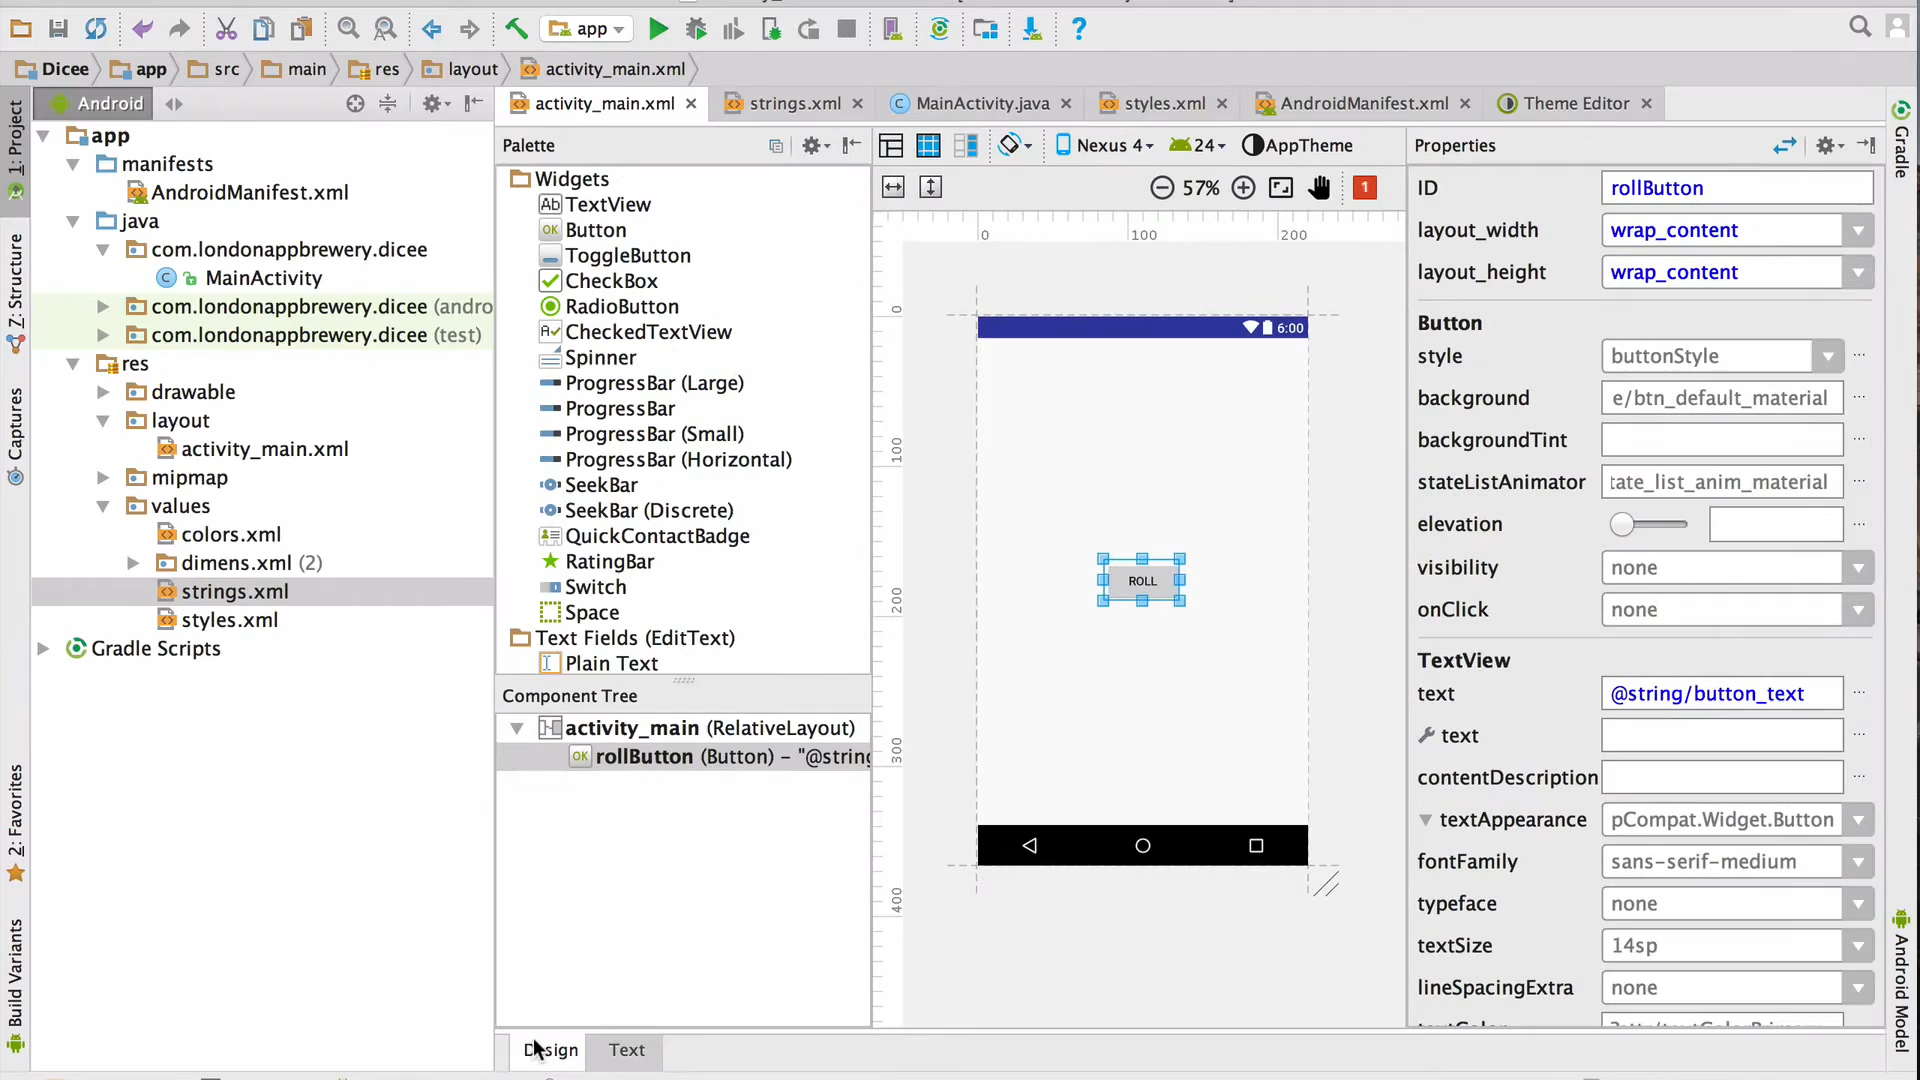 app
Dicee
app
src
main
res
layout
activity_main.xml
1: Project
Z: Structure
Captures
2: Favorites
Build Variants
Android
app
manifests
AndroidManifest.xml
java
com.londonappbrewery.dicee
MainActivity
com.londonappbrewery.dicee (andro
com.londonappbrewery.dicee (test)
res
drawable
layout
activity_main.xml
mipmap
values
colors.xml
dimens.xml (2)
strings.xml
styles.xml
Gradle Scripts
activity_main.xml
strings.xml
MainActivity.java
styles.xml
AndroidManifest.xml
Theme Editor
Palette
Widgets
Ab TextView
OK Button
ToggleButton
CheckBox
RadioButton
CheckedTextView
Spinner
ProgressBar (Large)
ProgressBar
ProgressBar (Small)
ProgressBar (Horizontal)
SeekBar
SeekBar (Discrete)
QuickContactBadge
RatingBar
Switch
Space
Text Fields (EditText)
Plain Text
Component Tree
activity_main (RelativeLayout)
OK rollButton (Button) – "@string
Design
Text
Nexus 4
24
AppTheme
57%
1
0
100
200
0
100
200
300
400
6:00
ROLL
Properties
ID rollButton
layout_width wrap_content
layout_height wrap_content
Button
style buttonStyle
background e/btn_default_material
backgroundTint
stateListAnimator tate_list_anim_material
elevation
visibility none
onClick none
TextView
text @string/button_text
text
contentDescription
textAppearance pCompat.Widget.Button
fontFamily sans-serif-medium
typeface none
textSize 14sp
lineSpacingExtra none
Gradle
Android Model